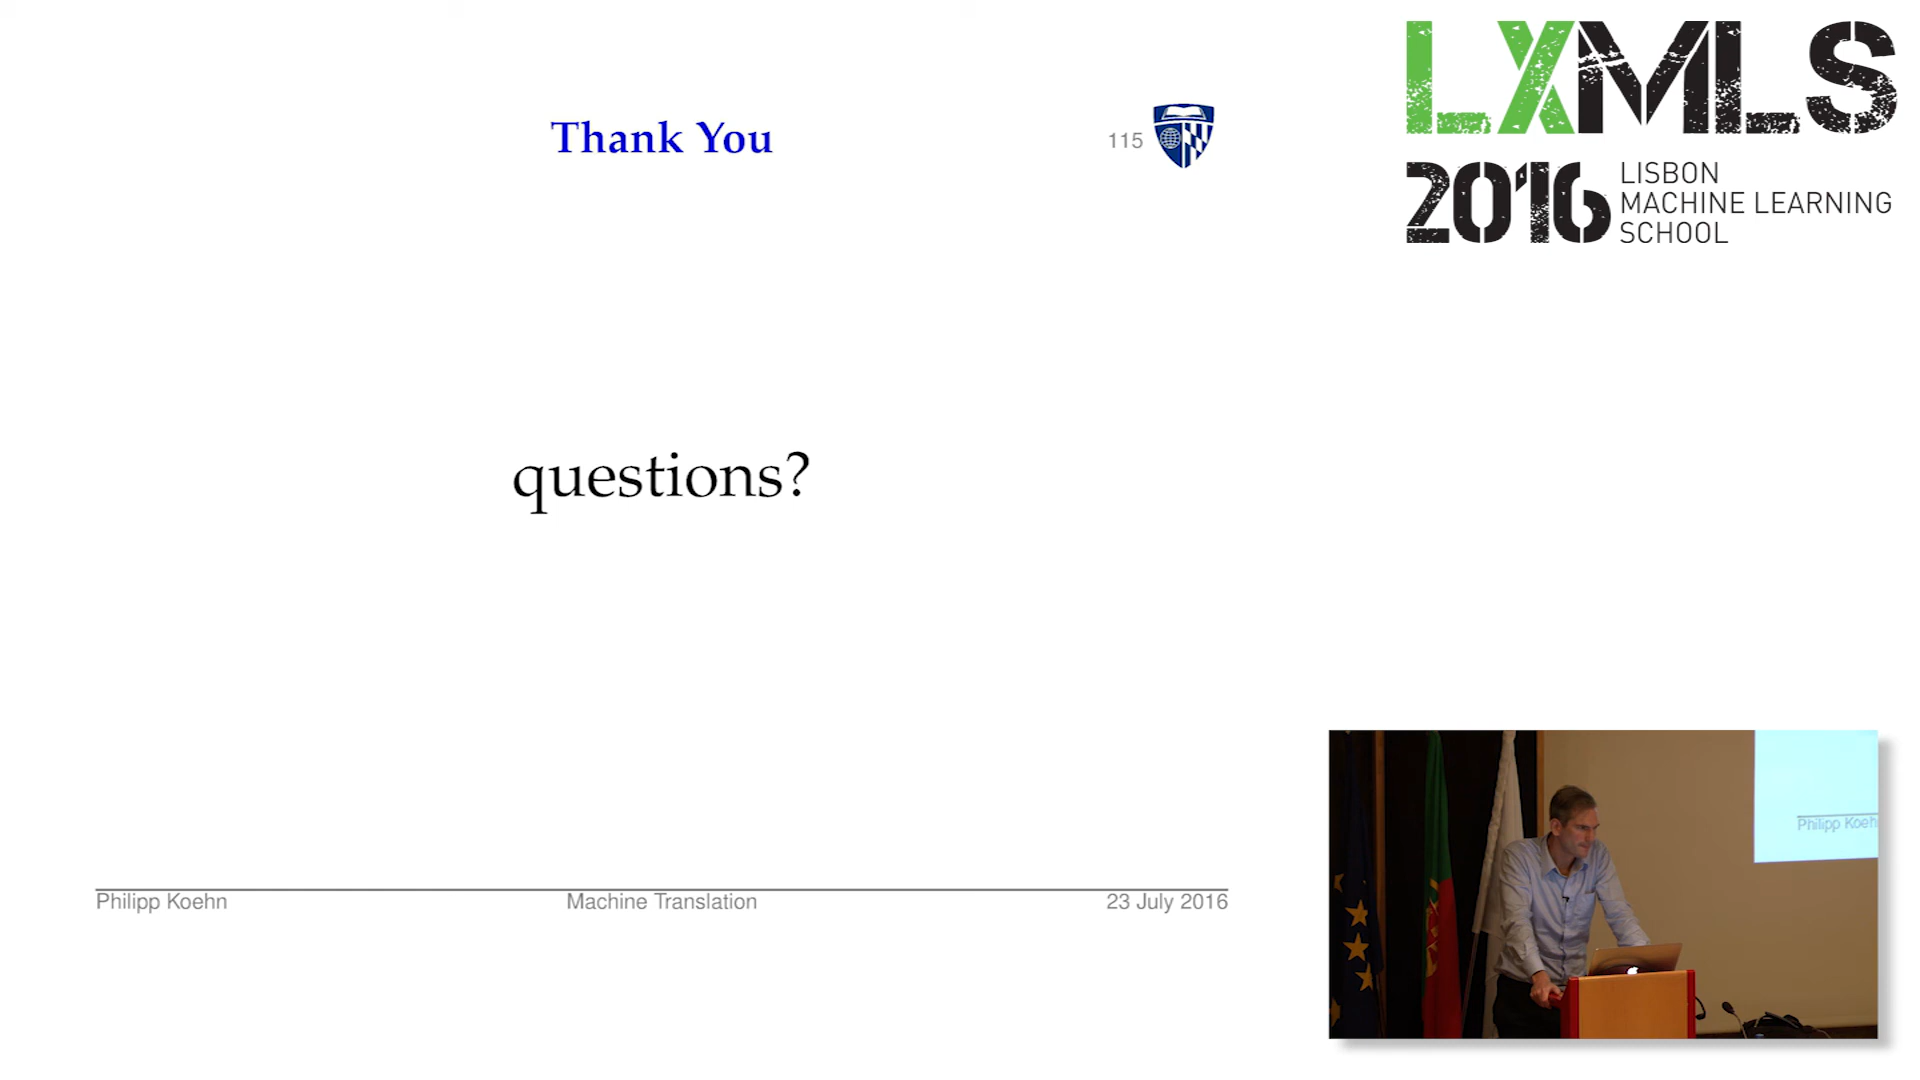 Thank You
115
LXMLS
2016
LISBON
MACHINE LEARNING
SCHOOL
questions?
Philipp Koehn
Machine Translation
23 July 2016
Philipp Koeh